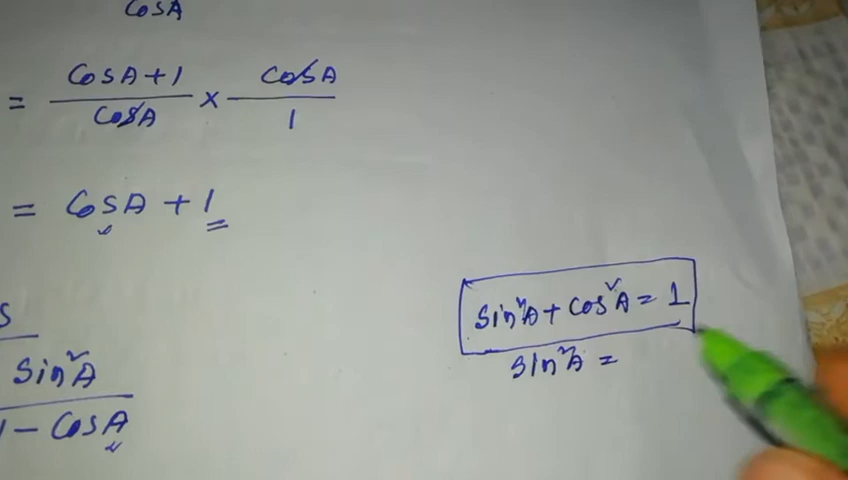 CosA
= CosA+1 / CosA × CosA / 1
= CosA + 1
S
Sin²A / 1 - CosA
Sin²A + Cos²A = 1
Sin²A =